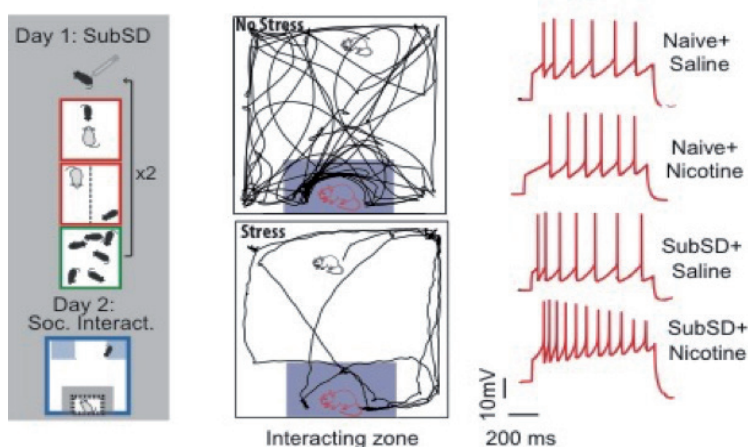 Day 1: SubSD
x2
Day 2:
Soc. Interact.
No Stress
Stress
Interacting zone
Naive+
Saline
Naive+
Nicotine
SubSD+
Saline
SubSD+
Nicotine
10mV
200 ms